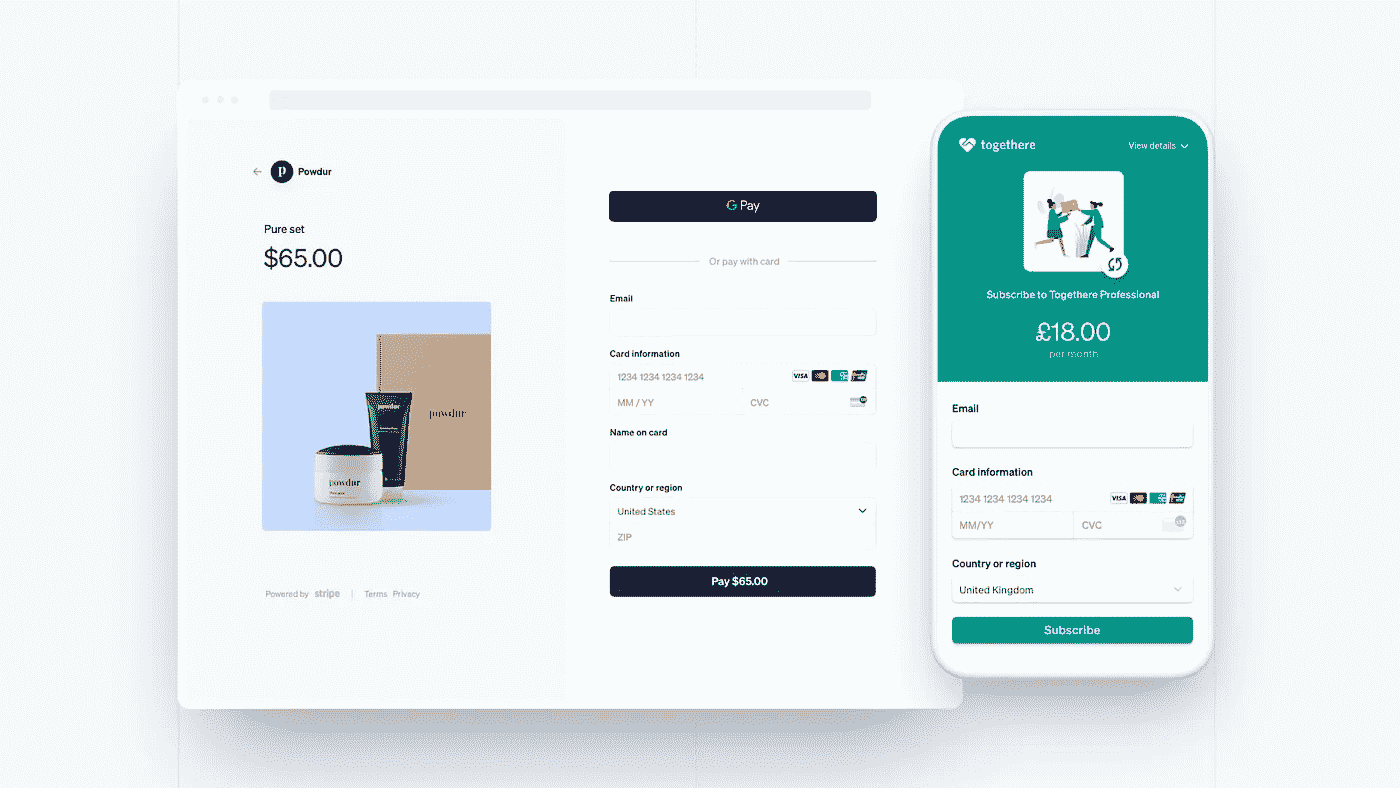 Powdur
Pure set
$65.00
powdur
powdur
powdur
Powered by stripe | Terms Privacy
G Pay
Or pay with card
Email
Card information
1234 1234 1234 1234 VISA
MM / YY CVC
Name on card
Country or region
United States
ZIP
Pay $65.00
togethere View details
Subscribe to Togethere Professional
£18.00
per month
Email
Card information
1234 1234 1234 1234 VISA
MM/YY CVC
Country or region
United Kingdom
Subscribe